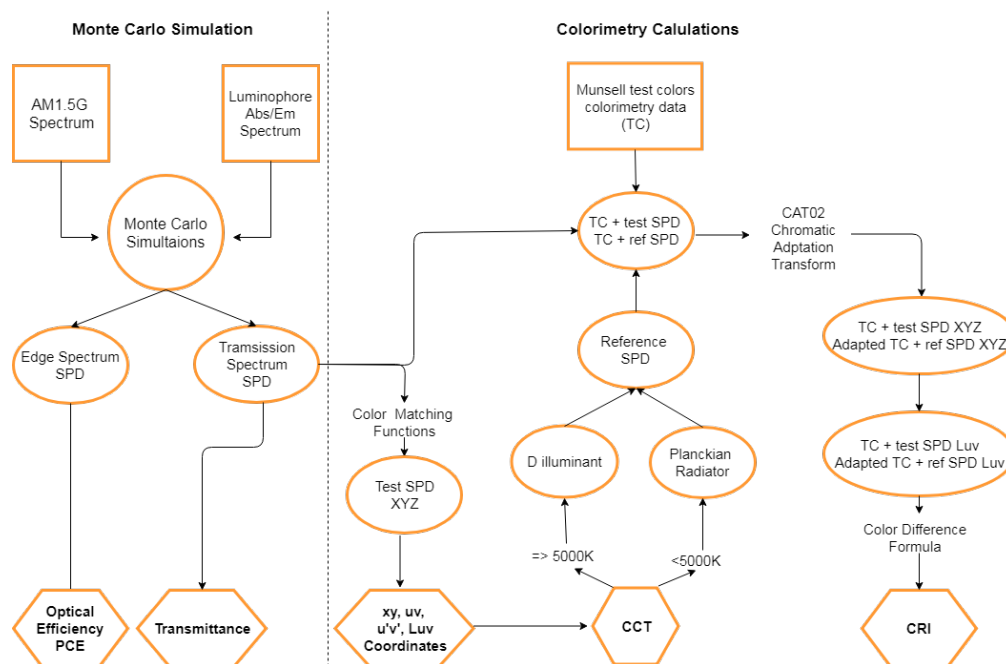 Monte Carlo Simulation
AM1.5G
Spectrum
Luminophore
Abs/Em
Spectrum
Monte Carlo
Simultaions
Edge Spectrum
SPD
Tramsission
Spectrum
SPD
Optical
Efficiency
PCE
Transmittance
Colorimetry Calulations
Munsell test colors
colorimetry data
(TC)
TC + test SPD
TC + ref SPD
CAT02
Chromatic
Adptation
Transform
Reference
SPD
TC + test SPD XYZ
Adapted TC + ref SPD XYZ
Color Matching
Functions
D illuminant
Planckian
Radiator
TC + test SPD Luv
Adapted TC + ref SPD Luv
Test SPD
XYZ
=> 5000K
<5000K
Color Difference
Formula
xy, uv,
u'v', Luv
Coordinates
CCT
CRI